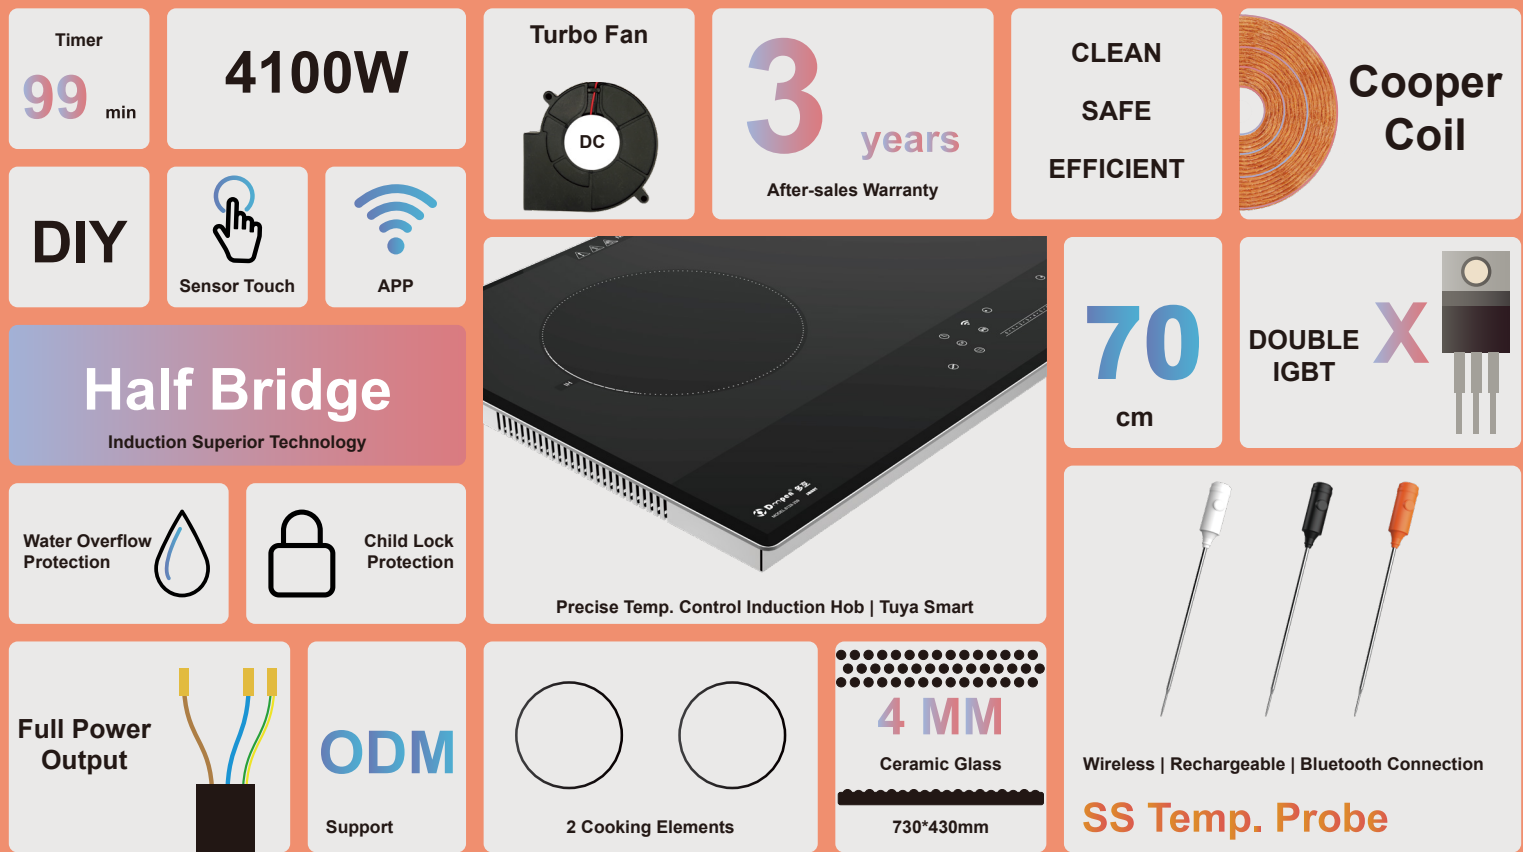 Timer
99 min
4100W
Turbo Fan
DC
3 years
After-sales Warranty
CLEAN
SAFE
EFFICIENT
Cooper
Coil
DIY
Sensor Touch
APP
Half Bridge
Induction Superior Technology
Precise Temp. Control Induction Hob | Tuya Smart
70
cm
DOUBLE
IGBT
X
Water Overflow
Protection
Child Lock
Protection
Full Power
Output
ODM
Support
2 Cooking Elements
4 MM
Ceramic Glass
730*430mm
Wireless | Rechargeable | Bluetooth Connection
SS Temp. Probe